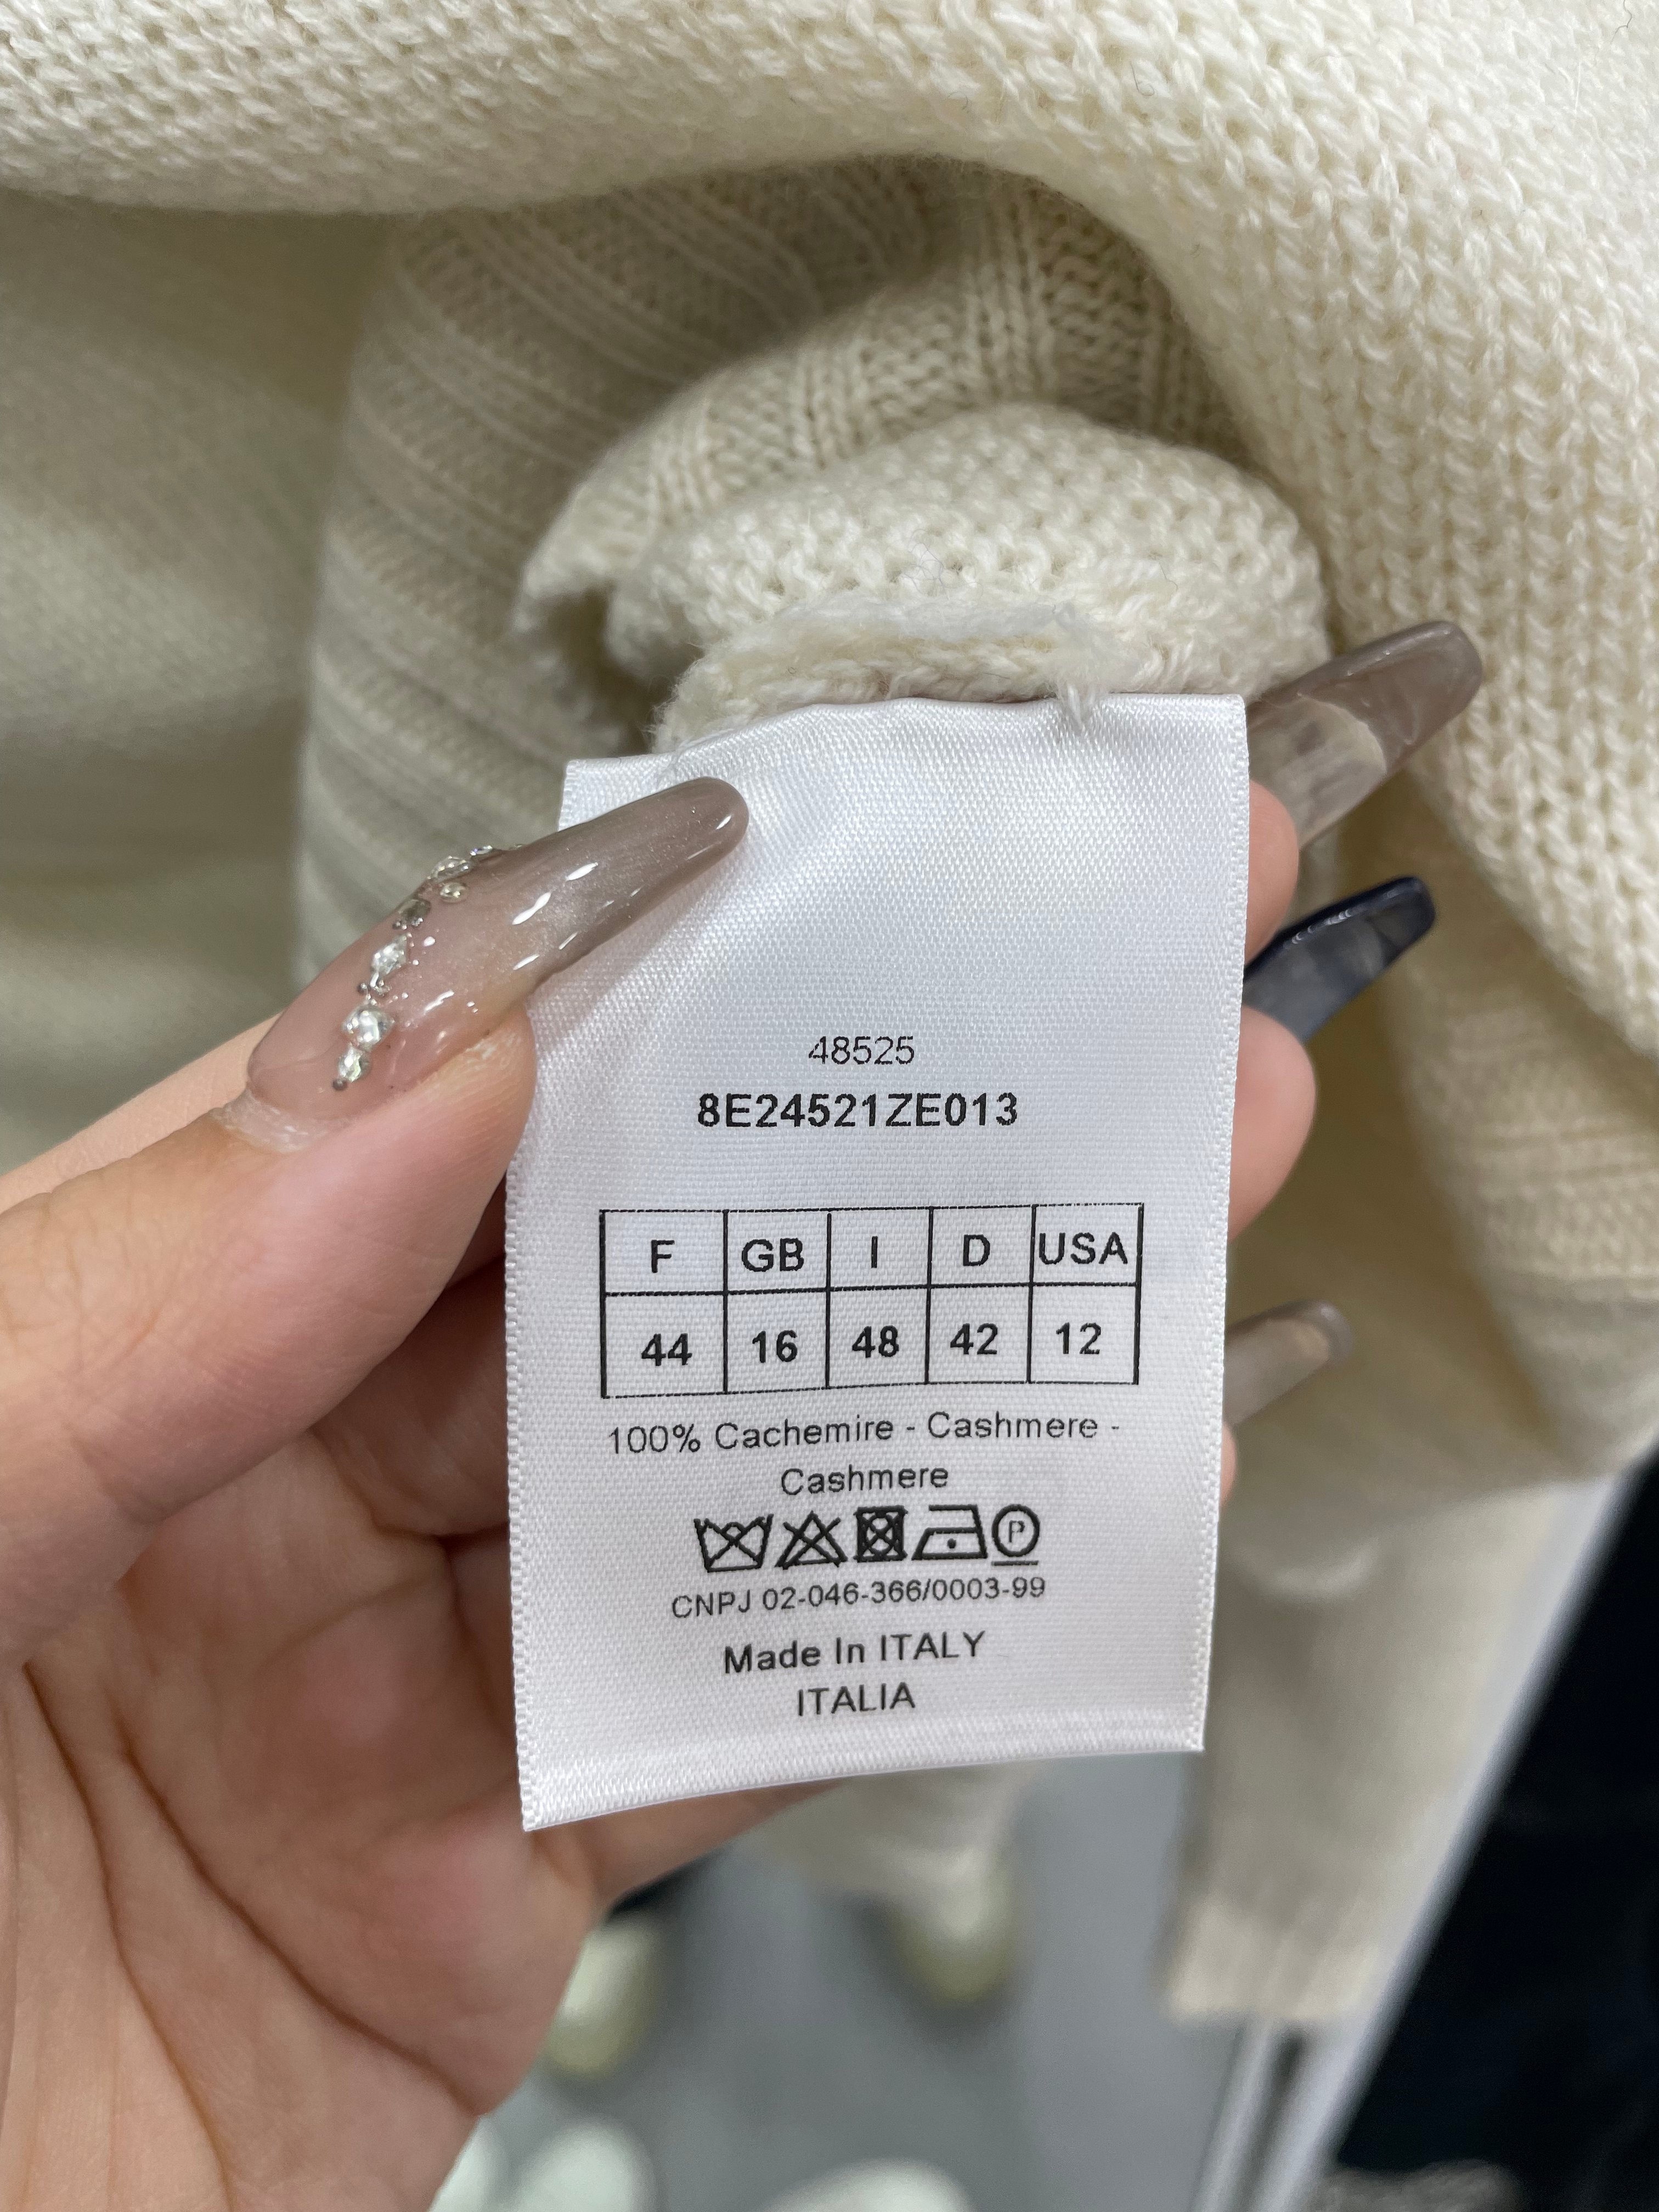 48525
8E24521ZE013
F GB I D USA
44 16 48 42 12
100% Cachemire - Cashmere -
Cashmere
P
CNPJ 02-046-366/0003-99
Made In ITALY
ITALIA